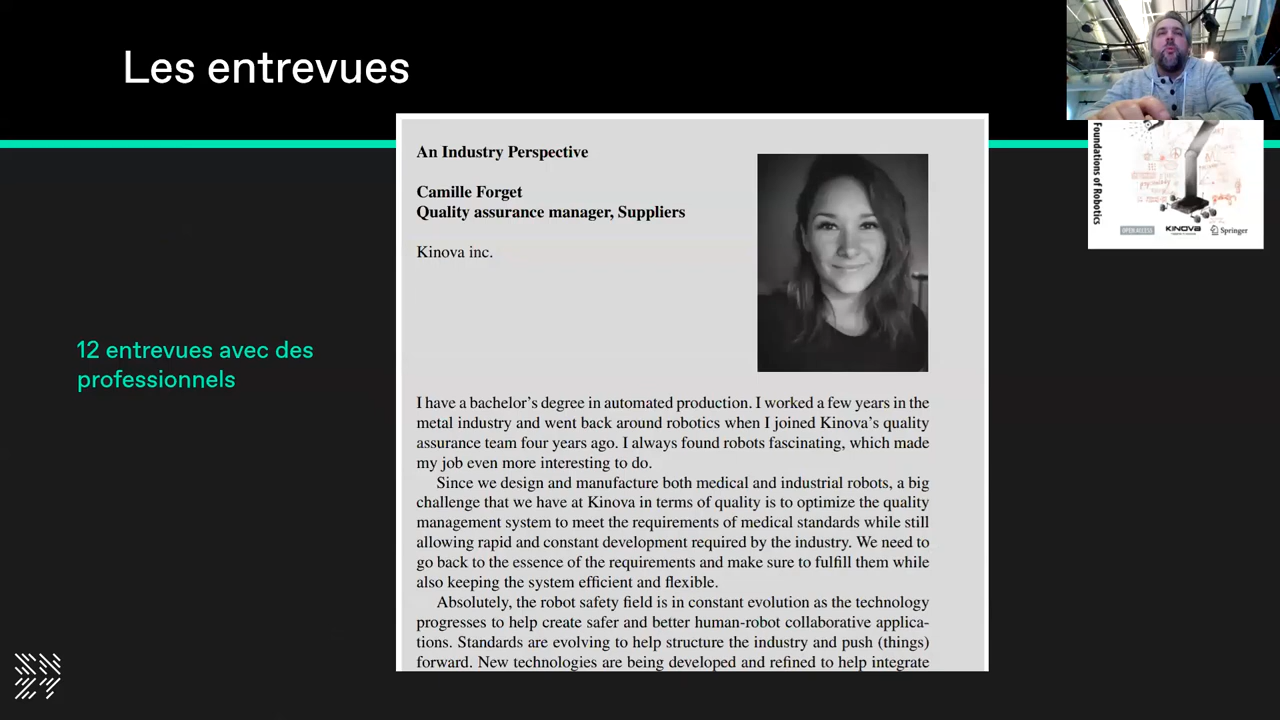 Les entrevues
An Industry Perspective
Camille Forget
Quality assurance manager, Suppliers
Kinova inc.
12 entrevues avec des
professionnels
I have a bachelor's degree in automated production. I worked a few years in the
metal industry and went back around robotics when I joined Kinova's quality
assurance team four years ago. I always found robots fascinating, which made
my job even more interesting to do.
Since we design and manufacture both medical and industrial robots, a big
challenge that we have at Kinova in terms of quality is to optimize the quality
management system to meet the requirements of medical standards while still
allowing rapid and constant development required by the industry. We need to
go back to the essence of the requirements and make sure to fulfill them while
also keeping the system efficient and flexible.
Absolutely, the robot safety field is in constant evolution as the technology
progresses to help create safer and better human-robot collaborative applica-
tions. Standards are evolving to help structure the industry and push (things)
forward. New technologies are being developed and refined to help integrate
Foundations of Robotics
OPEN ACCESS
KINOVA
Springer